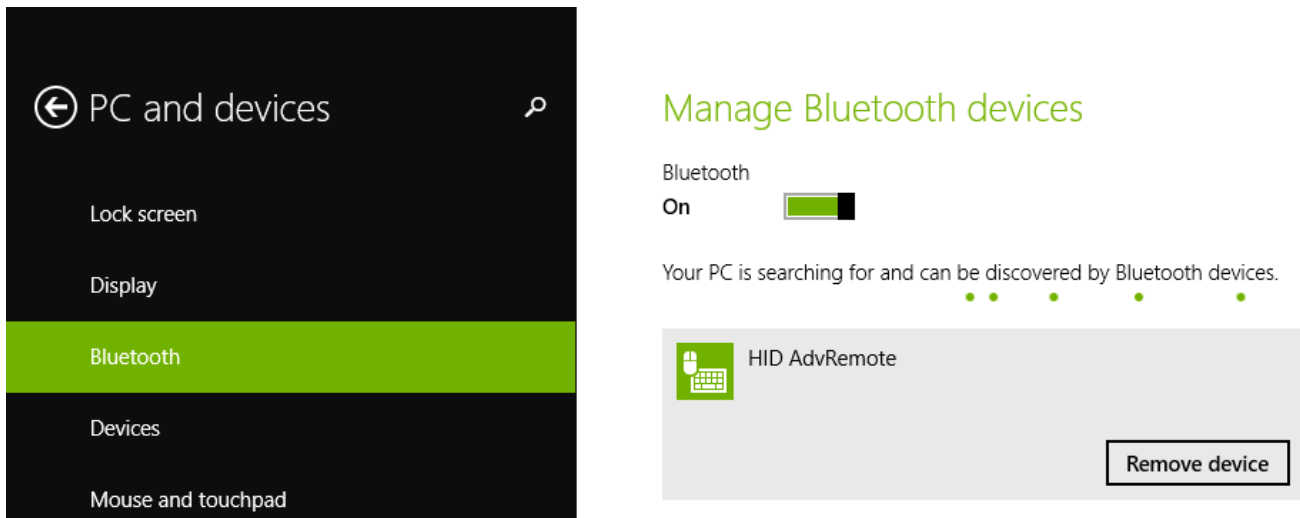 PC and devices
Lock screen
Display
Bluetooth
Devices
Mouse and touchpad
Manage Bluetooth devices
Bluetooth
On
Your PC is searching for and can be discovered by Bluetooth devices.
HID AdvRemote
Remove device